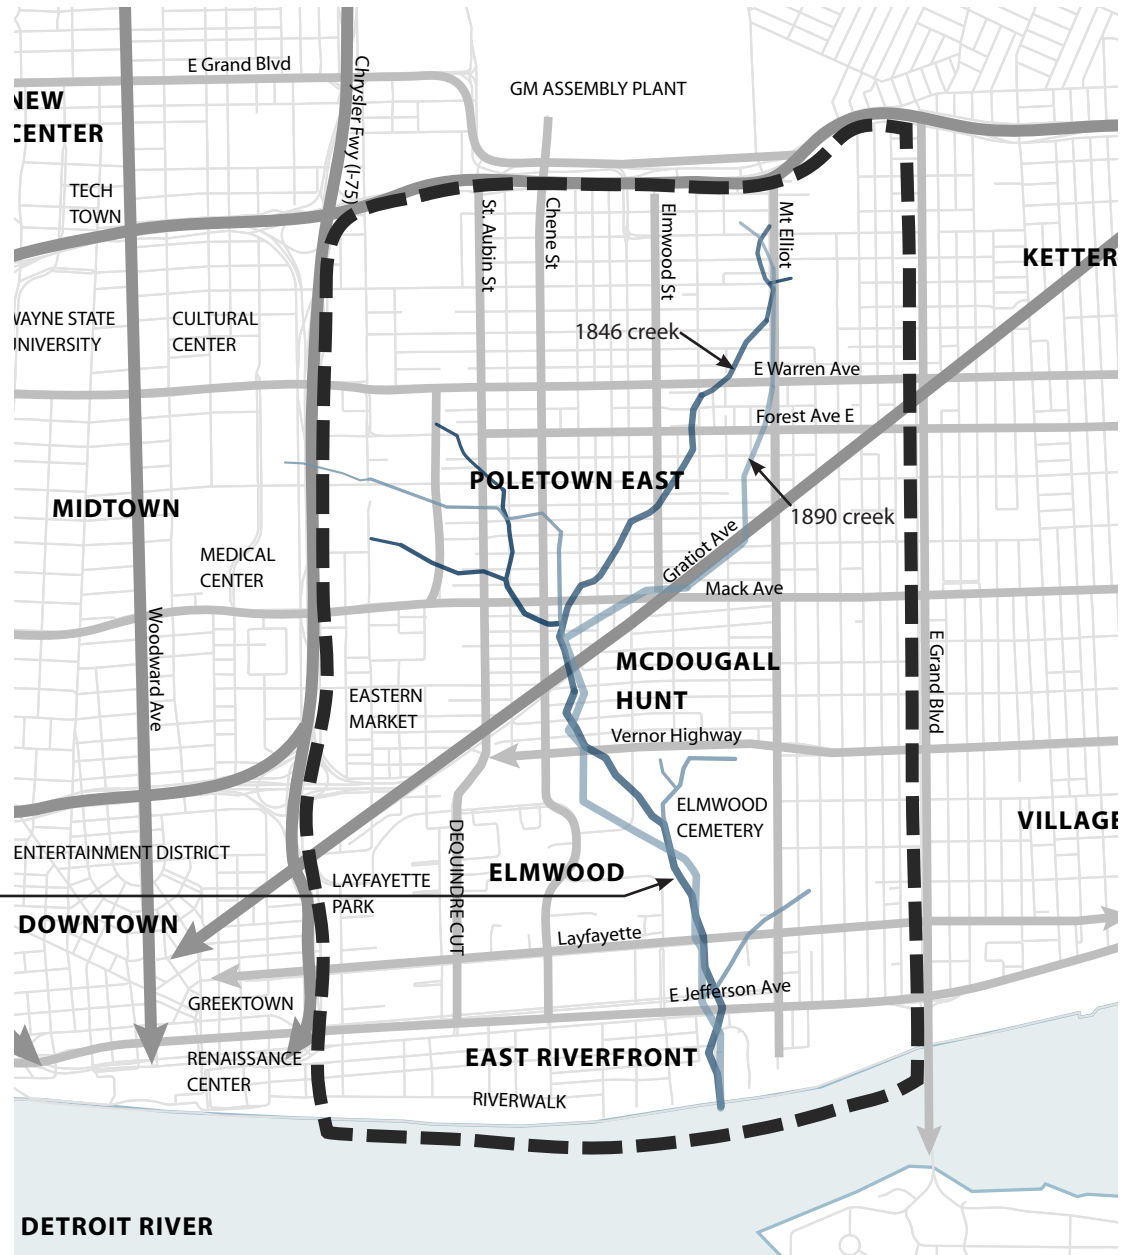 E Grand Blvd
Chrysler Fwy (I-75)
GM ASSEMBLY PLANT
NEW
CENTER
TECH
TOWN
St. Aubin St
Chene St
Elmwood St
Mt Elliot
KETTER
WAYNE STATE
UNIVERSITY
CULTURAL
CENTER
1846 creek
E Warren Ave
Forest Ave E
POLETOWN EAST
MIDTOWN
1890 creek
MEDICAL
CENTER
Gratiot Ave
Mack Ave
Woodward Ave
E Grand Blvd
MCDOUGALL
HUNT
EASTERN
MARKET
Vernor Highway
ELMWOOD
CEMETERY
VILLAGE
DEQUINDRE CUT
ENTERTAINMENT DISTRICT
ELMWOOD
LAYFAYETTE
PARK
DOWNTOWN
Layfayette
GREEKTOWN
E Jefferson Ave
RENAISSANCE
CENTER
EAST RIVERFRONT
RIVERWALK
DETROIT RIVER